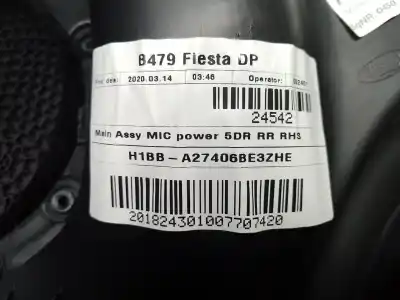 B479 Fiesta DP
2020.03.14 03:46 Operator:
24542
Main Assy MIC power 5DR RR RHS
H1BB - A27406BE3ZHE
201824301007707420